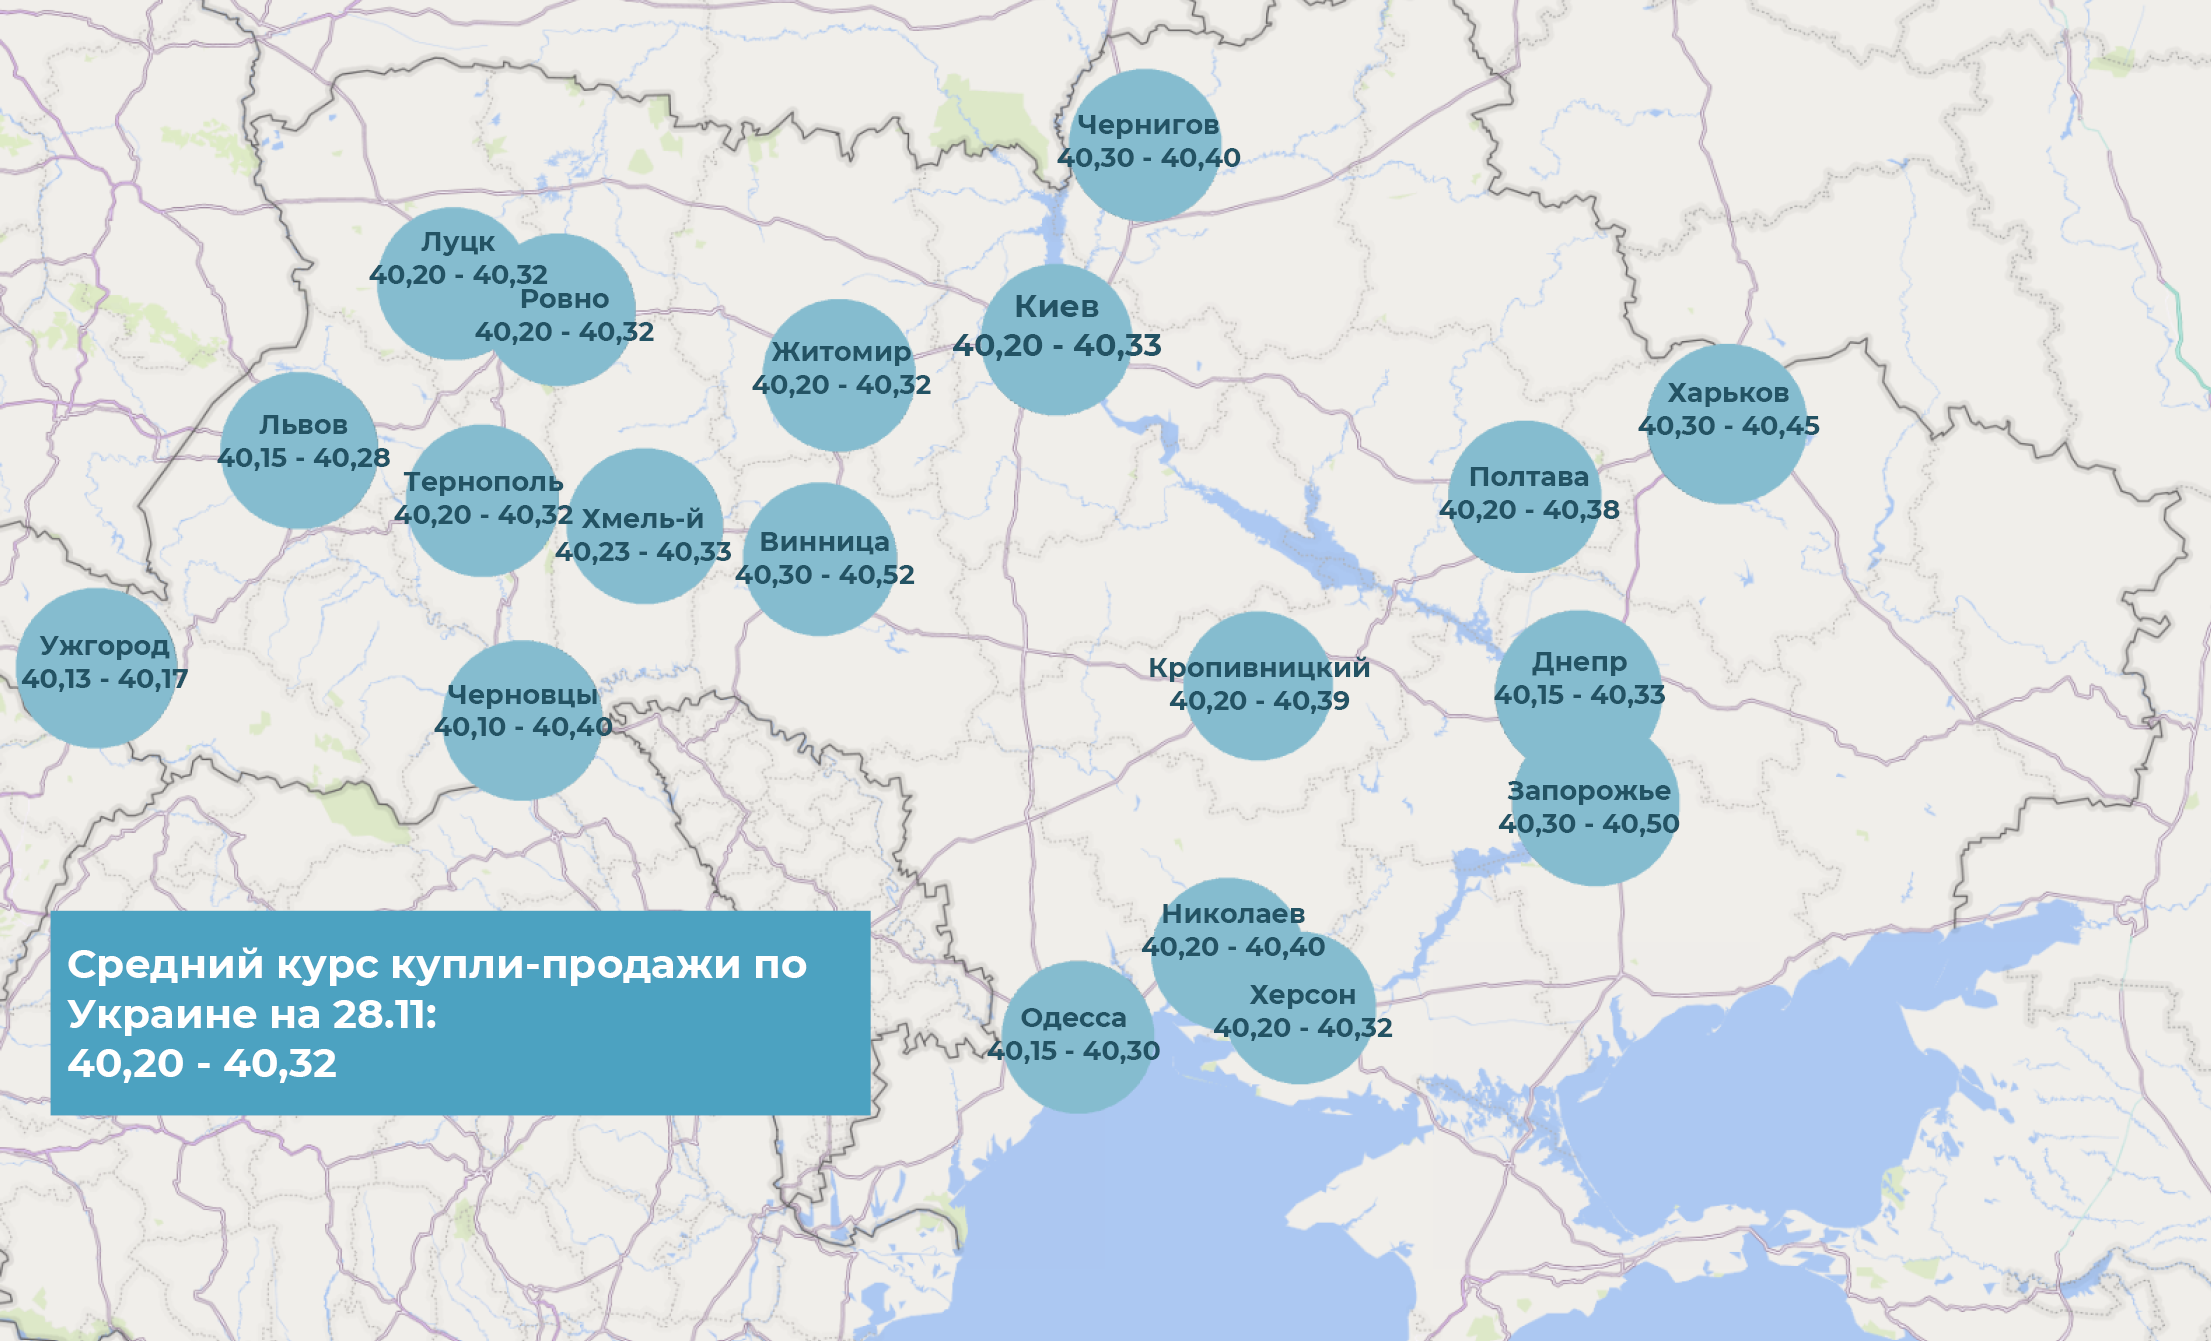 Чернигов
40,30 - 40,40
Луцк
40,20 - 40,32
Ровно
40,20 - 40,32
Киев
40,20 - 40,33
Житомир
40,20 - 40,32
Харьков
40,30 - 40,45
Львов
40,15 - 40,28
Тернополь
40,20 - 40,32
Хмель-й
40,23 - 40,33
Винница
40,30 - 40,52
Полтава
40,20 - 40,38
Ужгород
40,13 - 40,17
Черновцы
40,10 - 40,40
Кропивницкий
40,20 - 40,39
Днепр
40,15 - 40,33
Запорожье
40,30 - 40,50
Николаев
40,20 - 40,40
Херсон
40,20 - 40,32
Одесса
40,15 - 40,30
Средний курс купли-продажи по
Украине на 28.11:
40,20 - 40,32